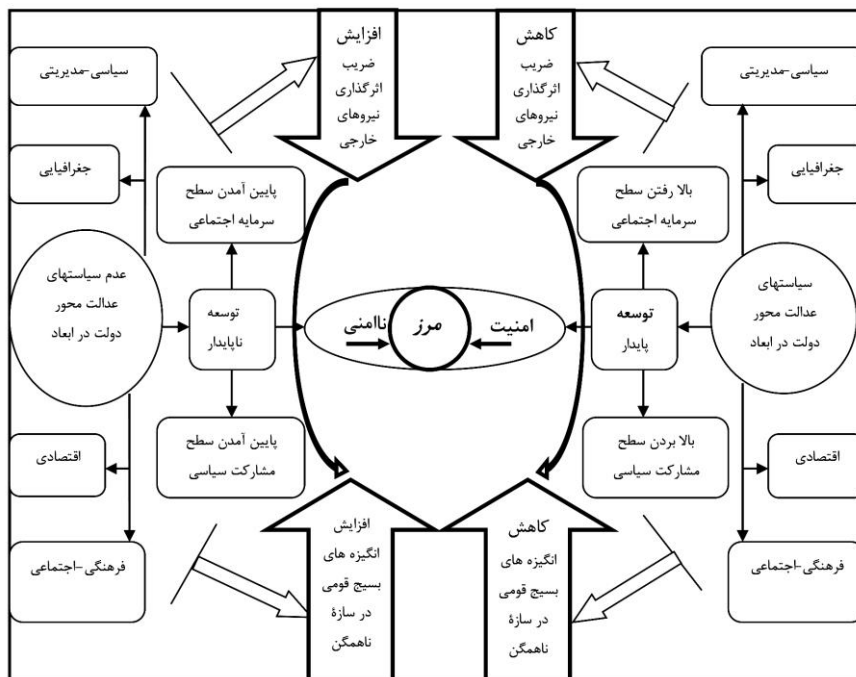 کاهش
ضریب
اثرگذاری
نیروهای
خارجی
افزایش
ضریب
اثرگذاری
نیروهای
خارجی
سیاسی-مدیریتی
جغرافیایی
بالا رفتن سطح
سرمایه اجتماعی
سیاستهای
عدالت محور
دولت در ابعاد
توسعه
پایدار
بالا بردن سطح
مشارکت سیاسی
اقتصادی
فرهنگی-اجتماعی
امنیت
مرز
ناامنی
سیاسی-مدیریتی
جغرافیایی
پایین آمدن سطح
سرمایه اجتماعی
عدم سیاستهای
عدالت محور
دولت در ابعاد
توسعه
ناپایدار
پایین آمدن سطح
مشارکت سیاسی
اقتصادی
فرهنگی-اجتماعی
کاهش
انگیزه های
بسیج قومی
در سازۀ
ناهمگن
افزایش
انگیزه های
بسیج قومی
در سازۀ
ناهمگن